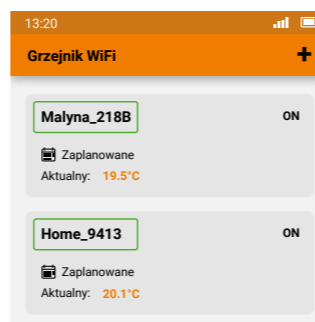 13:20
Grzejnik WiFi +
Malyna_218B ON
Zaplanowane
Aktualny: 19.5°C
Home_9413 ON
Zaplanowane
Aktualny: 20.1°C